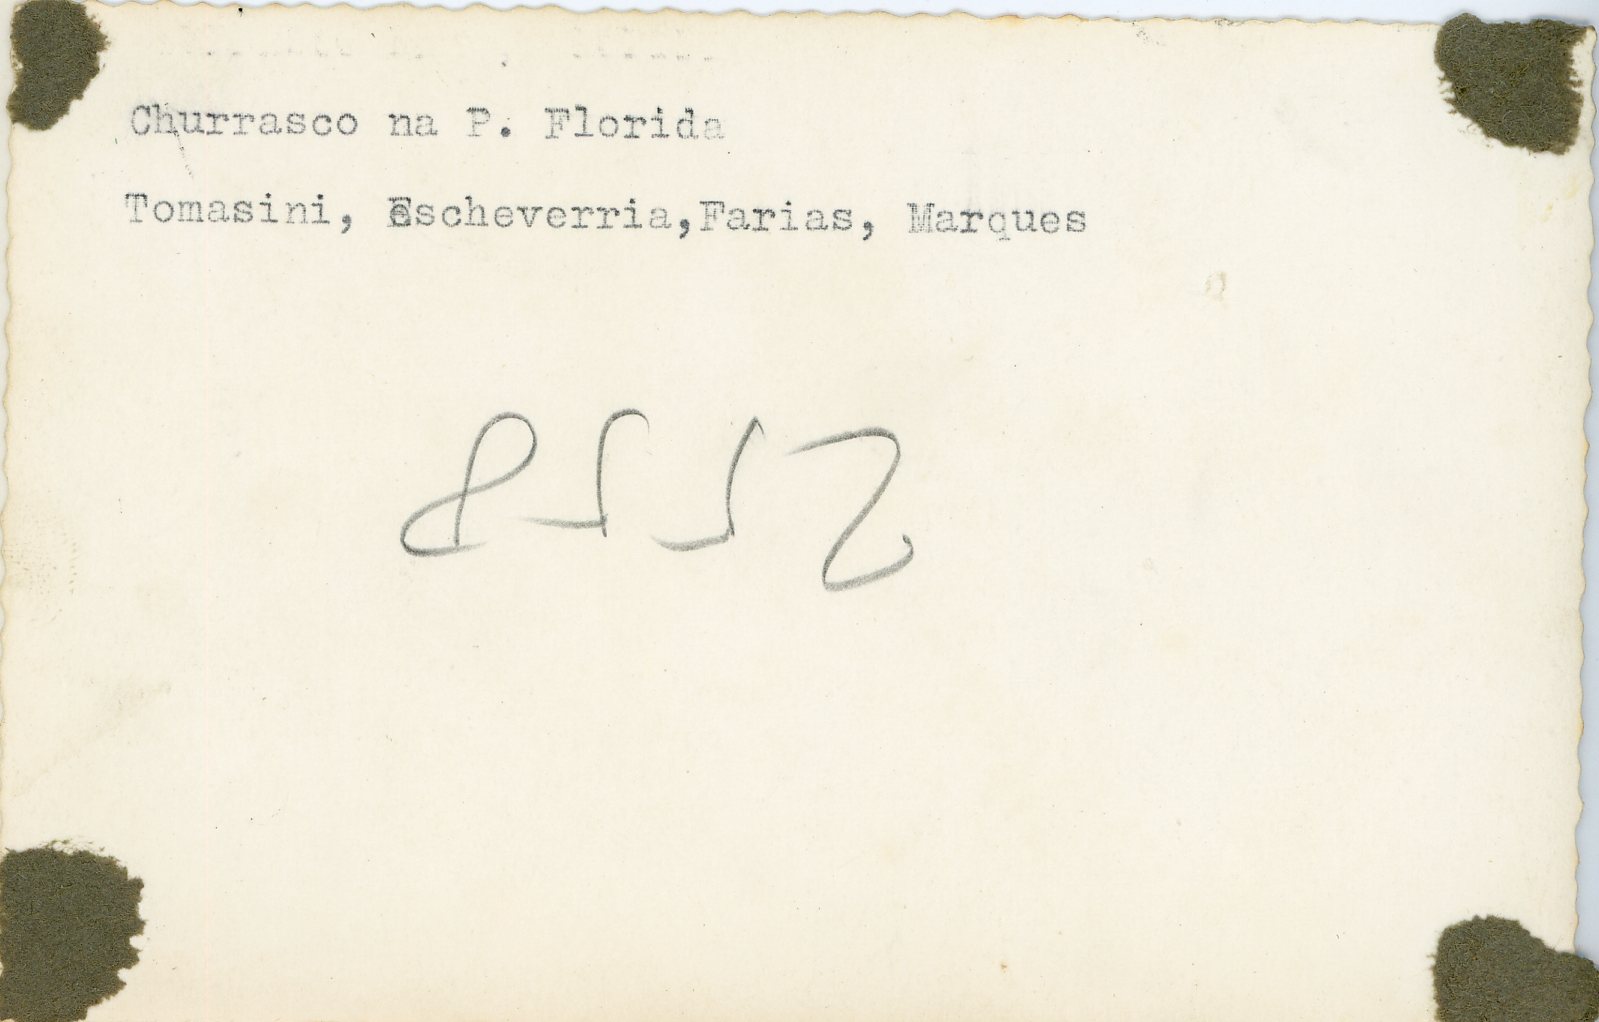 Churrasco na P. Florida
Tomasini, Escheverria,Farias, Marques
8552